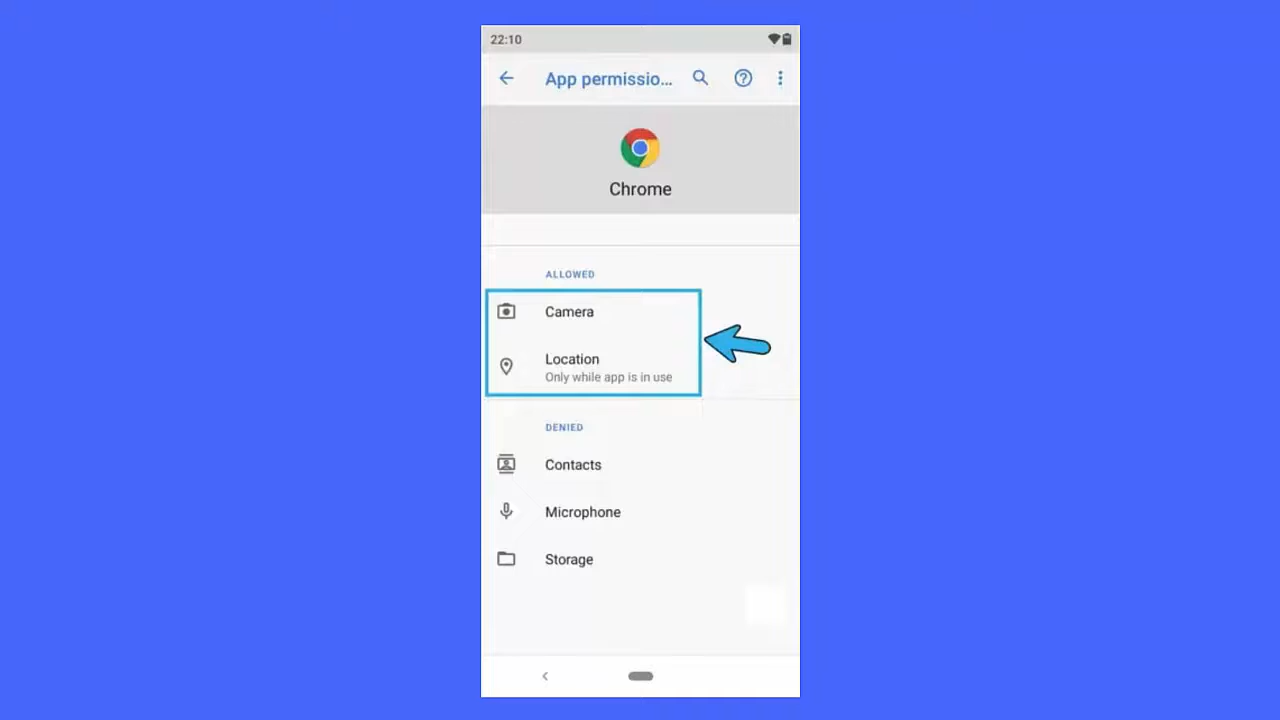 22:10
App permissio...
Chrome
ALLOWED
Camera
Location
Only while app is in use
DENIED
Contacts
Microphone
Storage